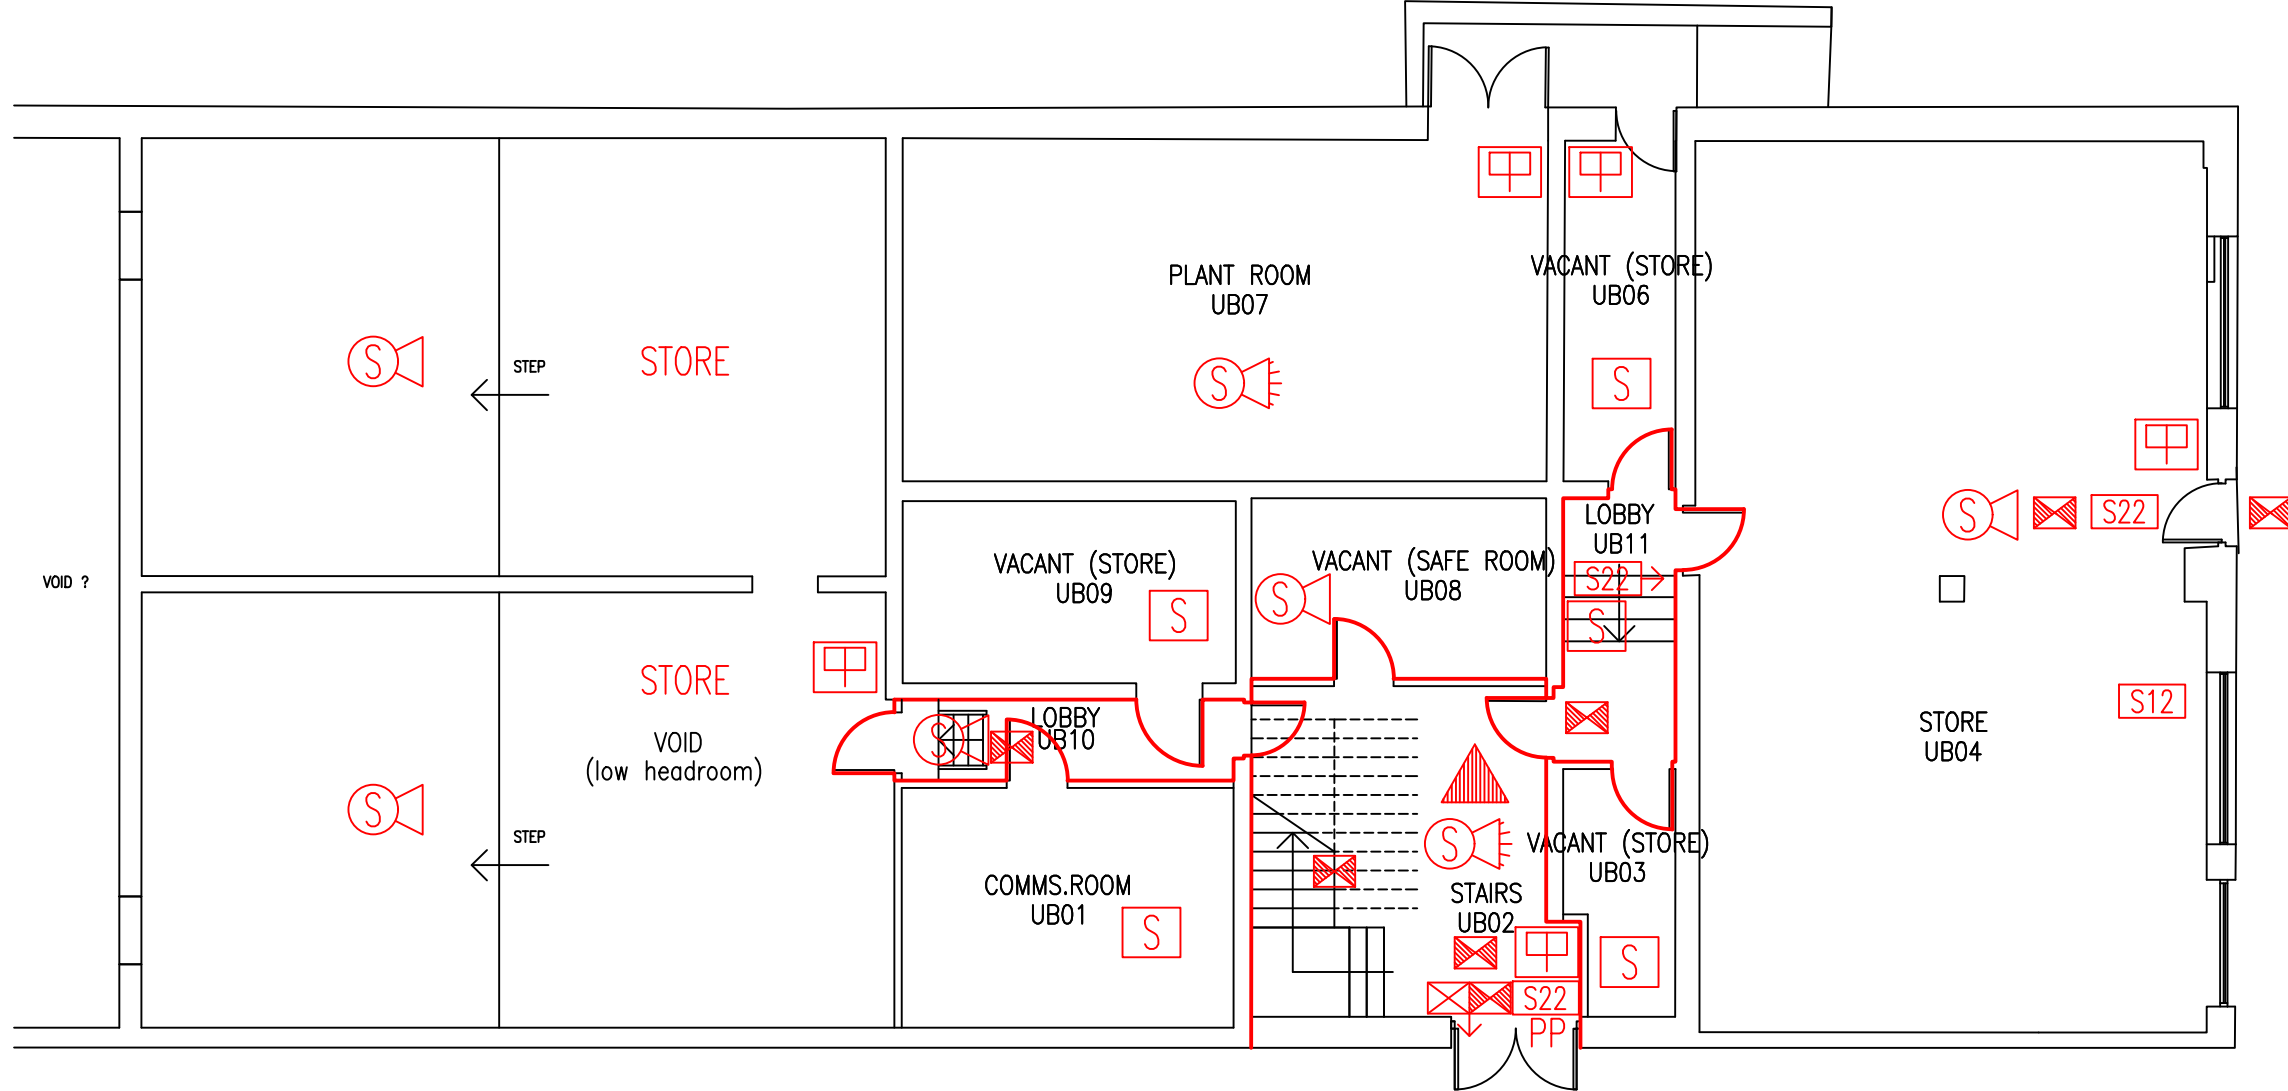 PLANT ROOM
UB07
VACANT (STORE)
UB06
S
STEP
STORE
S
S
S
S22
LOBBY
UB11
S22
S
VACANT (STORE)
UB09
S
VACANT (SAFE ROOM)
UB08
S
VOID ?
STORE
VOID
(low headroom)
S
STEP
S
LOBBY
UB10
S12
STORE
UB04
S
VACANT (STORE)
UB03
COMMS.ROOM
UB01
S
STAIRS
UB02
S
S22
PP